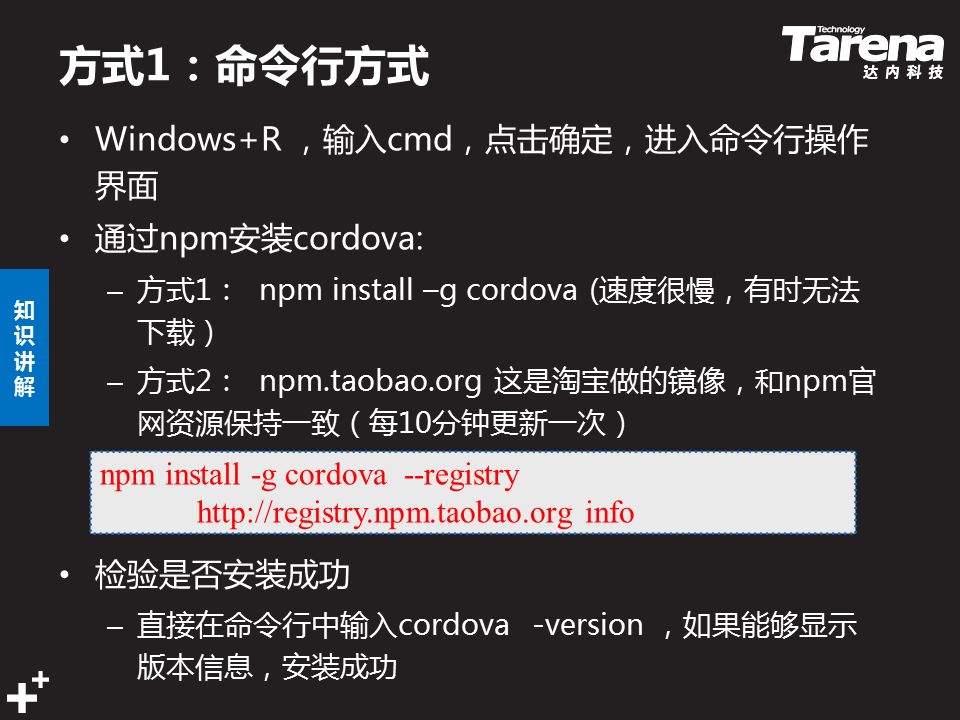 方式1：命令行方式
Technology
Tarena
达内科技
• Windows+R ，输入cmd，点击确定，进入命令行操作
界面
• 通过npm安装cordova:
– 方式1： npm install –g cordova (速度很慢，有时无法
下载）
– 方式2： npm.taobao.org 这是淘宝做的镜像，和npm官
网资源保持一致（每10分钟更新一次）
npm install -g cordova --registry
http://registry.npm.taobao.org info
• 检验是否安装成功
– 直接在命令行中输入cordova -version ，如果能够显示
版本信息，安装成功
知
识
讲
解